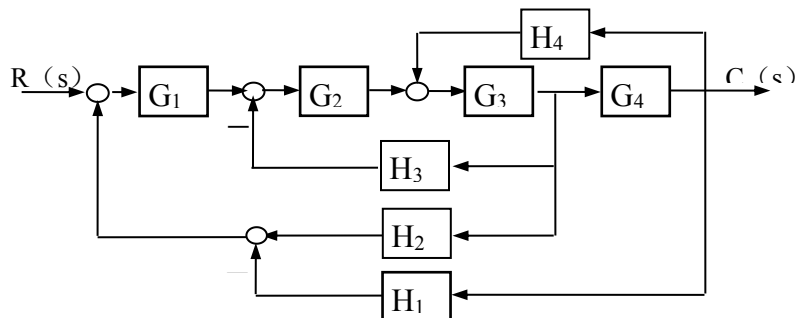 H4
R（s） C（s）
G1 G2 G3 G4
—
H3
H2
—
H1